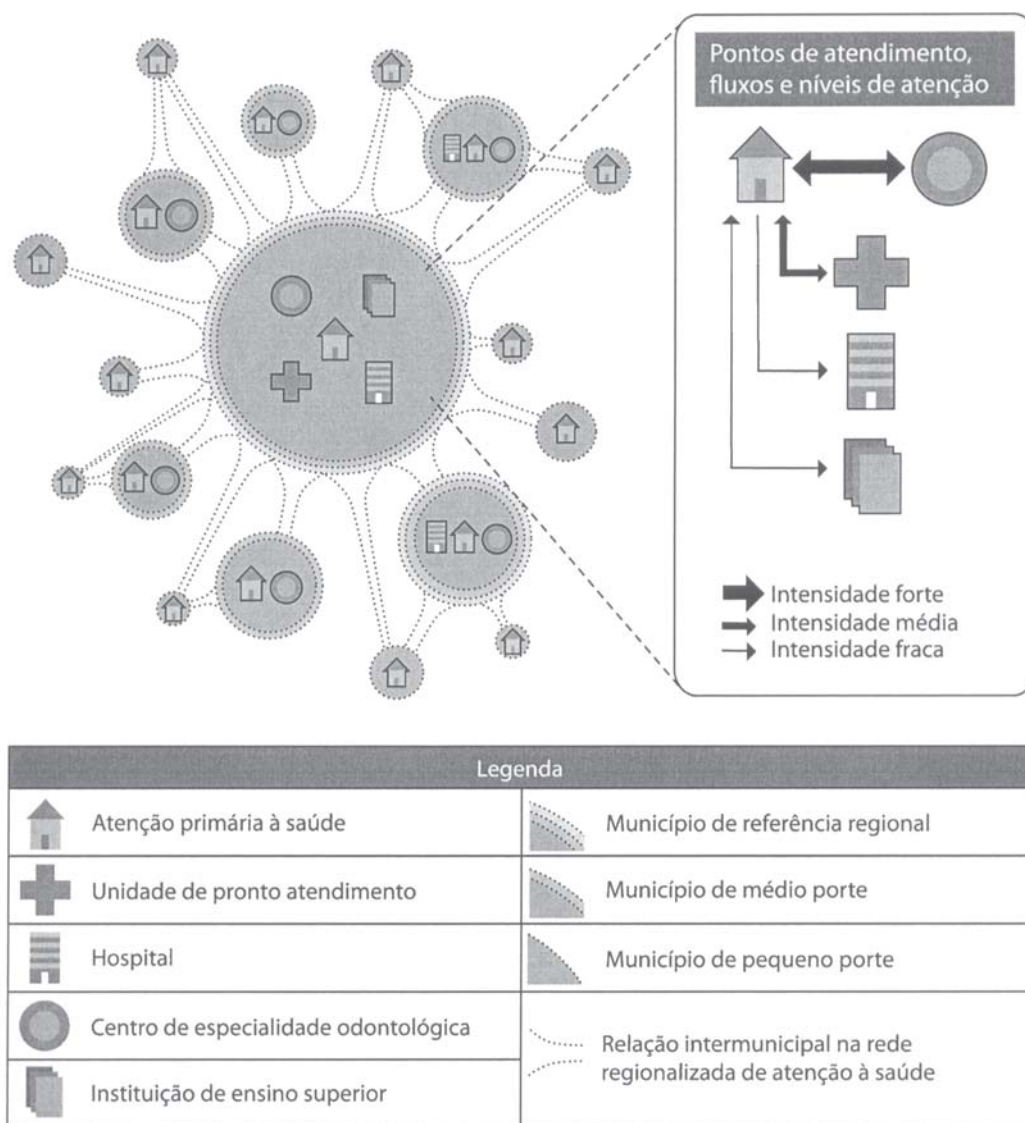 Pontos de atendimento,
fluxos e níveis de atenção
Intensidade forte
Intensidade média
Intensidade fraca
Legenda
Atenção primária à saúde
Município de referência regional
Unidade de pronto atendimento
Município de médio porte
Hospital
Município de pequeno porte
Centro de especialidade odontológica
Relação intermunicipal na rede
regionalizada de atenção à saúde
Instituição de ensino superior